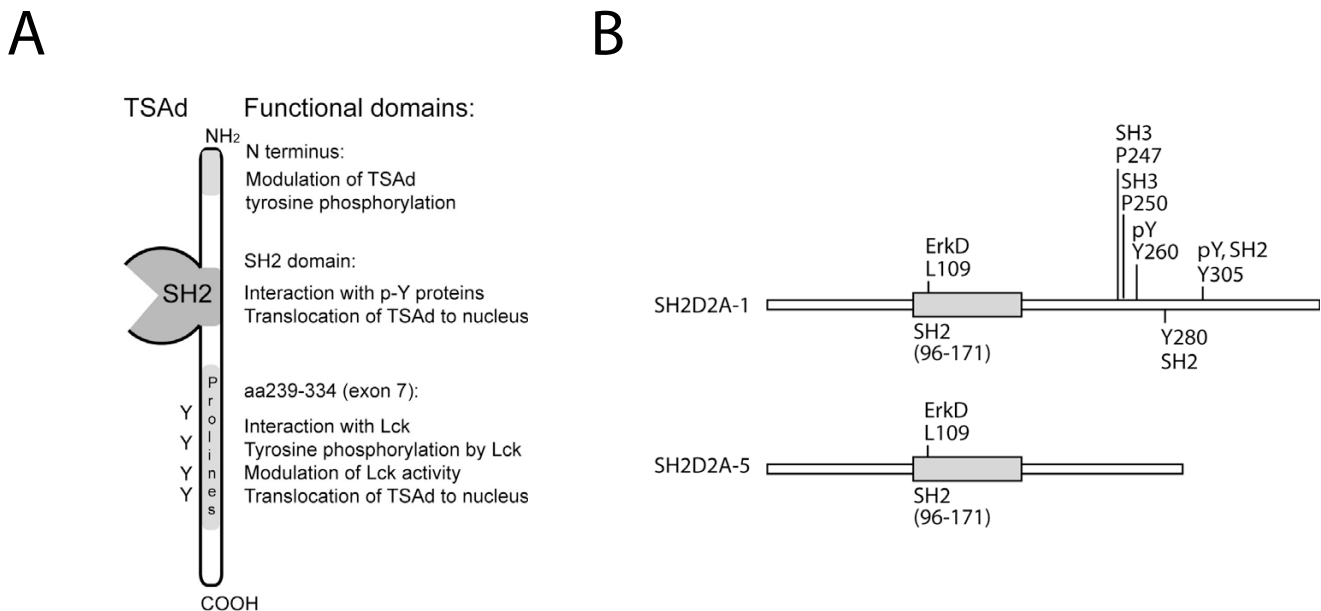 A
TSAd
Functional domains:
NH₂
N terminus:
Modulation of TSAd
tyrosine phosphorylation
SH2
SH2 domain:
Interaction with p-Y proteins
Translocation of TSAd to nucleus
Prolines
Y
Y
Y
Y
aa239-334 (exon 7):
Interaction with Lck
Tyrosine phosphorylation by Lck
Modulation of Lck activity
Translocation of TSAd to nucleus
COOH
B
SH3
P247
SH3
P250
pY
Y260
pY, SH2
Y305
ErkD
L109
SH2D2A-1
SH2
(96-171)
Y280
SH2
ErkD
L109
SH2D2A-5
SH2
(96-171)